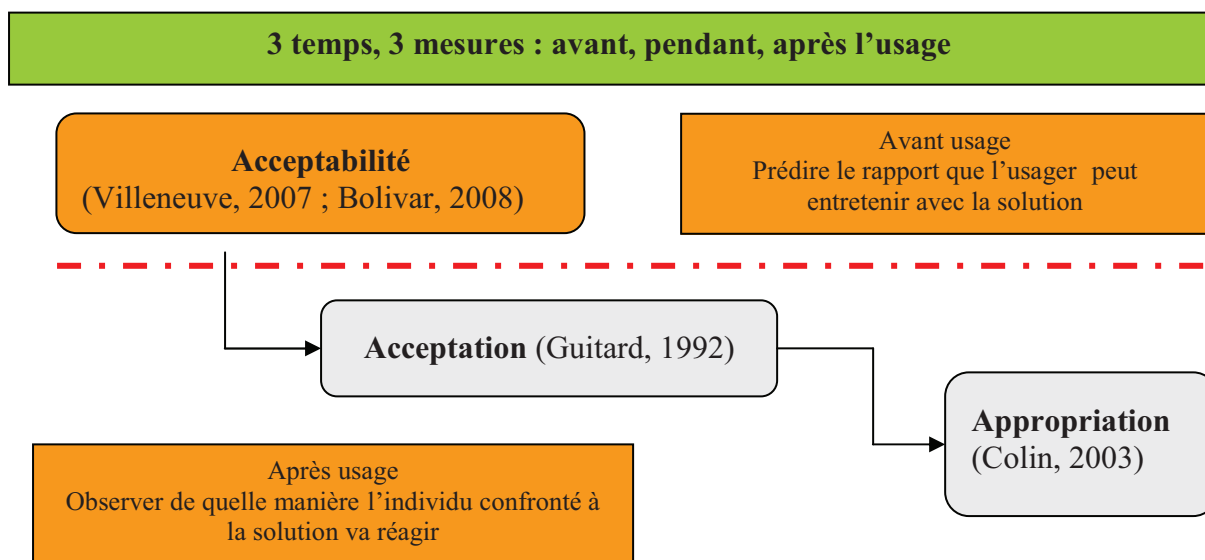 3 temps, 3 mesures : avant, pendant, après l’usage
Acceptabilité
(Villeneuve, 2007 ; Bolivar, 2008)
Avant usage
Prédire le rapport que l’usager peut
entretenir avec la solution
Acceptation (Guitard, 1992)
Appropriation
(Colin, 2003)
Après usage
Observer de quelle manière l’individu confronté à
la solution va réagir